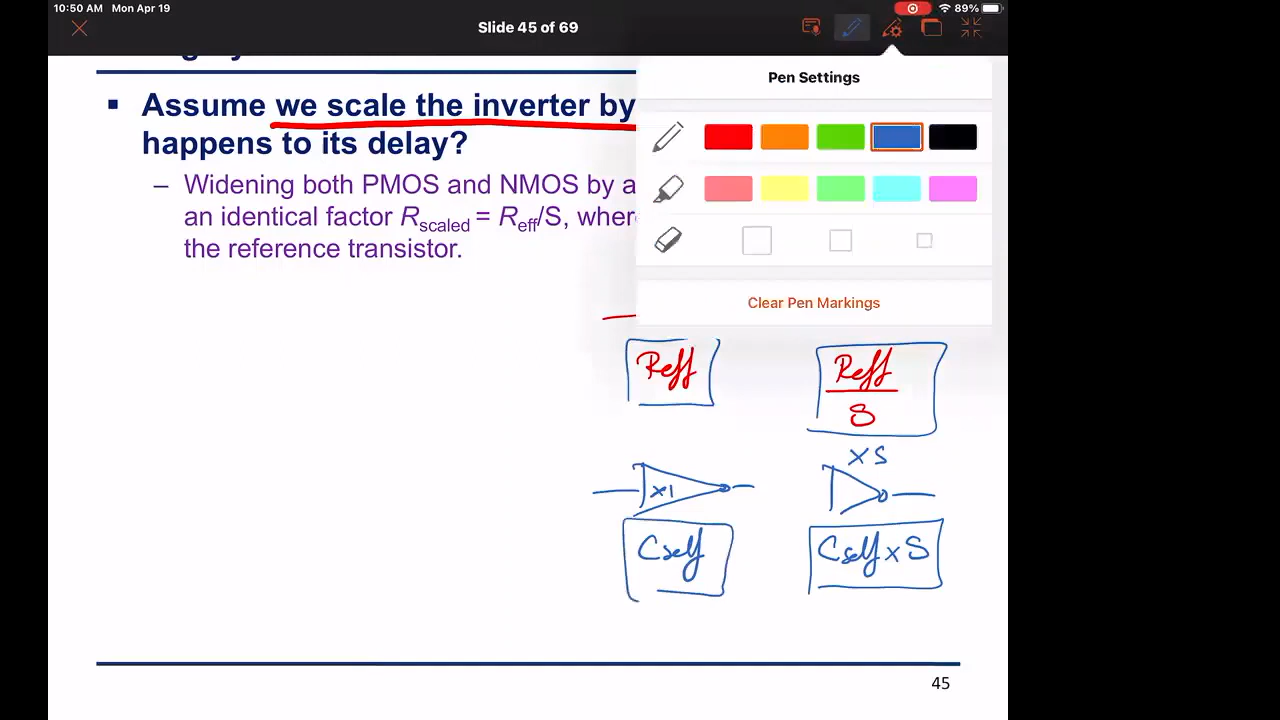 10:50 AM Mon Apr 19
89%
Slide 45 of 69
Pen Settings
Clear Pen Markings
▪ Assume we scale the inverter by
happens to its delay?
– Widening both PMOS and NMOS by a
an identical factor Rscaled = Reff/S, where
the reference transistor.
Reff
Reff
S
x1
xS
Cself
Cself x S
45